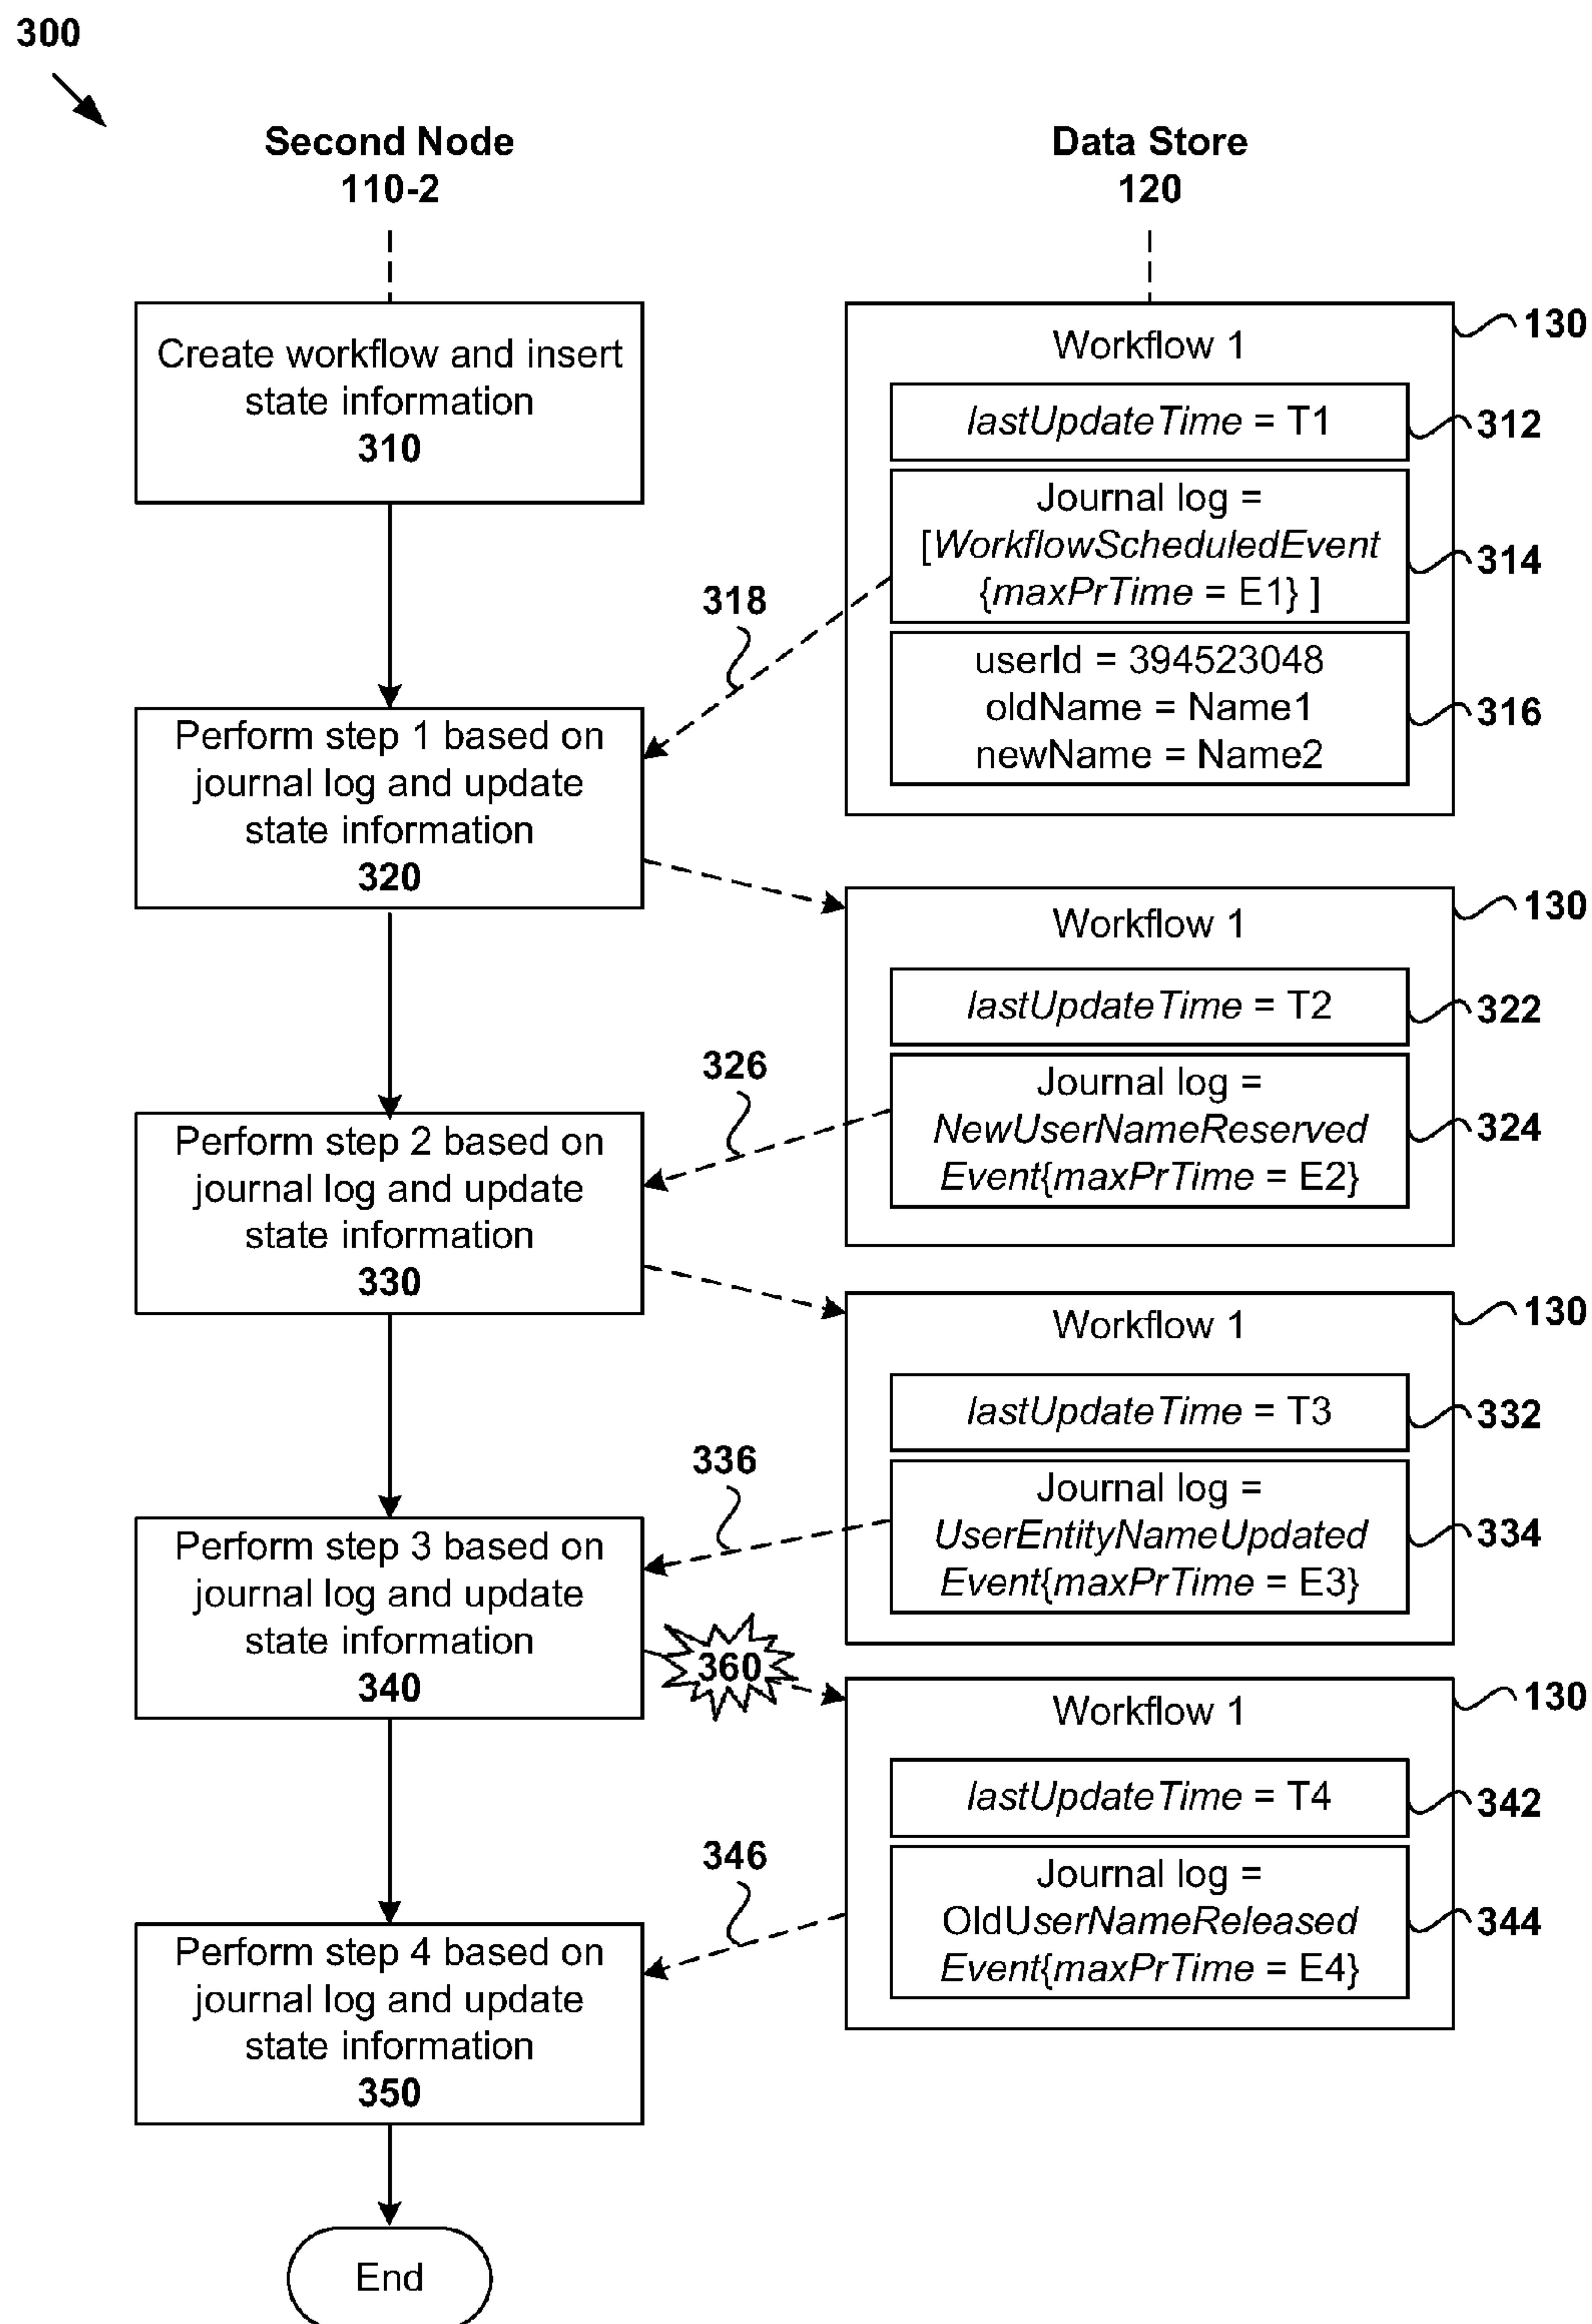 300
Second Node
110-2
Data Store
120
Create workflow and insert
state information
310
Workflow 1
130
lastUpdateTime = T1
312
Journal log =
[WorkflowScheduledEvent
{maxPrTime = E1} ]
314
318
userId = 394523048
oldName = Name1
newName = Name2
316
Perform step 1 based on
journal log and update
state information
320
Workflow 1
130
lastUpdateTime = T2
322
326
Journal log =
NewUserNameReserved
Event{maxPrTime = E2}
324
Perform step 2 based on
journal log and update
state information
330
Workflow 1
130
lastUpdateTime = T3
332
336
Journal log =
UserEntityNameUpdated
Event{maxPrTime = E3}
334
Perform step 3 based on
journal log and update
state information
340
360
Workflow 1
130
lastUpdateTime = T4
342
346
Journal log =
OldUserNameReleased
Event{maxPrTime = E4}
344
Perform step 4 based on
journal log and update
state information
350
End